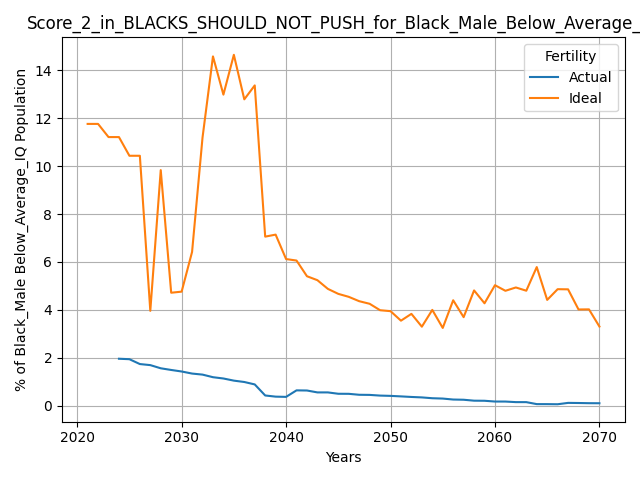 Score_2_in_BLACKS_SHOULD_NOT_PUSH_for_Black_Male_Below_Average_
Fertility
Actual
Ideal
% of Black_Male Below_Average_IQ Population
14
12
10
8
6
4
2
0
2020 2030 2040 2050 2060 2070
Years